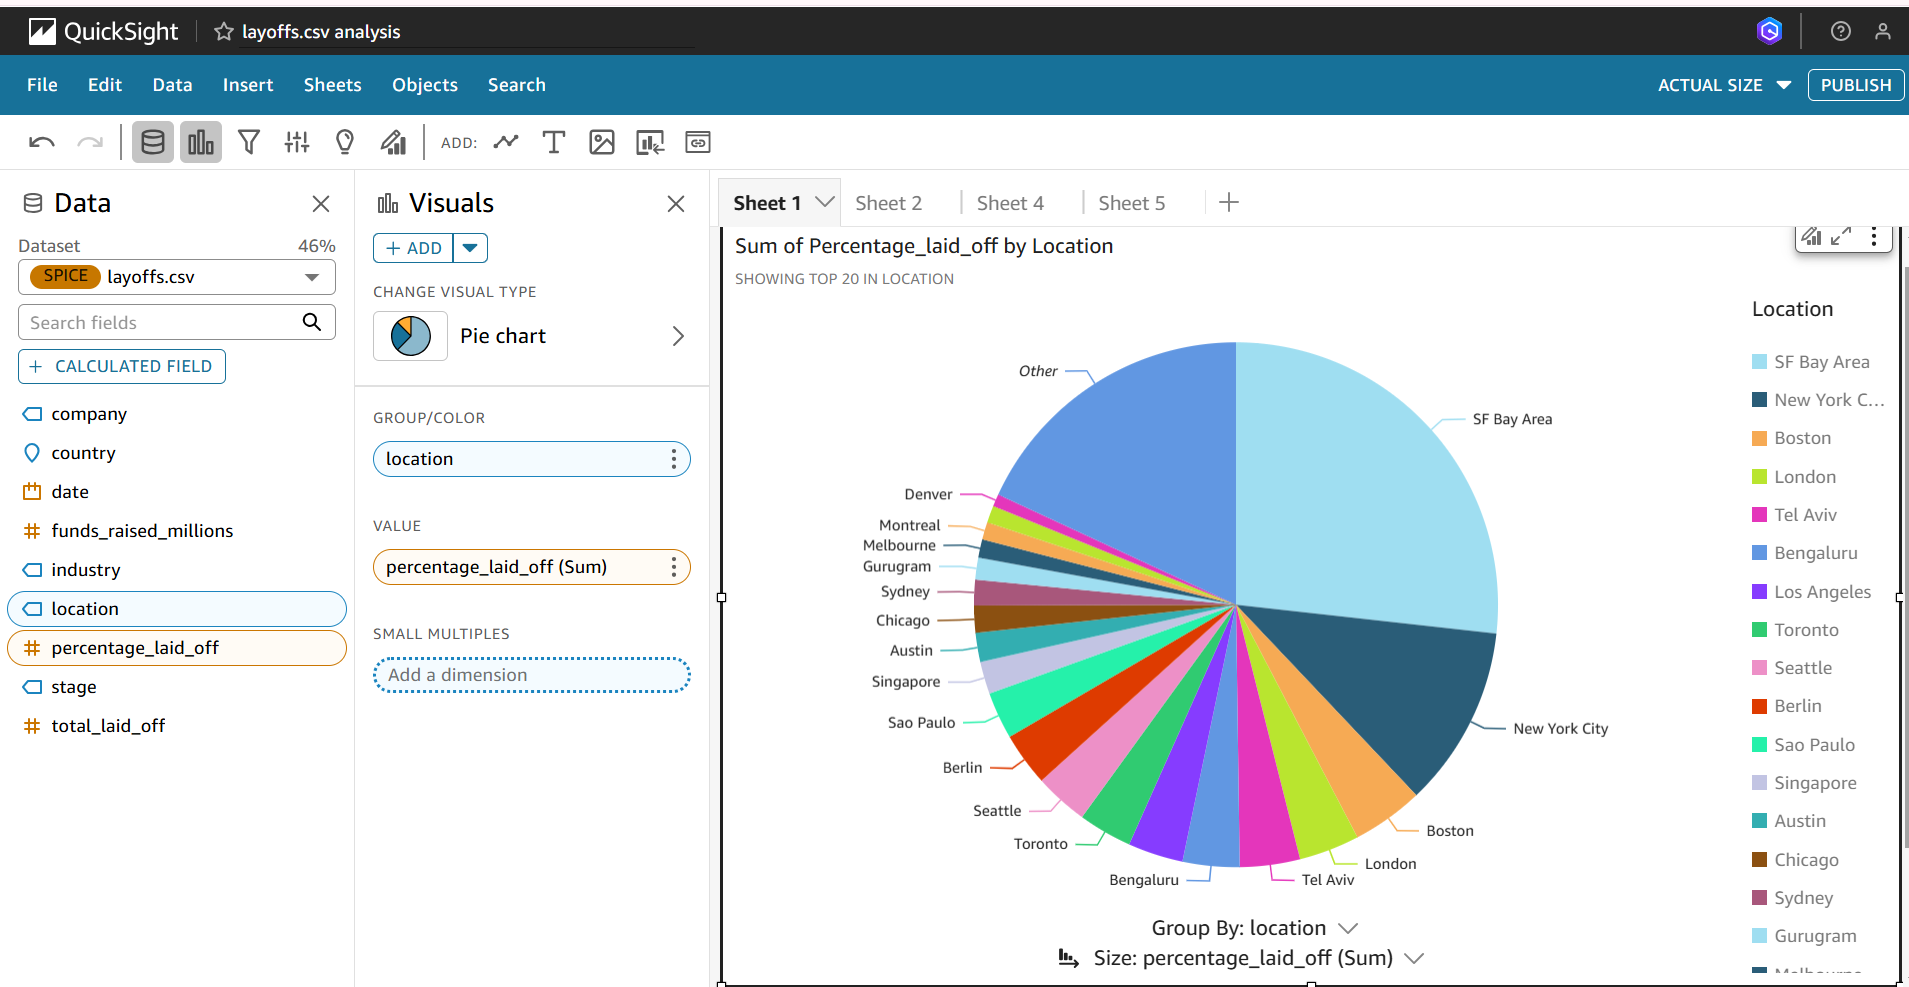 QuickSight
layoffs.csv analysis
File Edit Data Insert Sheets Objects Search
ACTUAL SIZE
PUBLISH
ADD:
Data
Dataset 46%
SPICE layoffs.csv
Search fields
+ CALCULATED FIELD
company
country
date
funds_raised_millions
industry
location
percentage_laid_off
stage
total_laid_off
Visuals
+ ADD
CHANGE VISUAL TYPE
Pie chart
GROUP/COLOR
location
VALUE
percentage_laid_off (Sum)
SMALL MULTIPLES
Add a dimension
Sheet 1 Sheet 2 Sheet 4 Sheet 5 +
Sum of Percentage_laid_off by Location
SHOWING TOP 20 IN LOCATION
Other
SF Bay Area
Denver
Montreal
Melbourne
Gurugram
Sydney
Chicago
Austin
Singapore
Sao Paulo
New York City
Berlin
Seattle
Boston
Toronto
London
Bengaluru
Tel Aviv
Group By: location
Size: percentage_laid_off (Sum)
Location
SF Bay Area
New York C...
Boston
London
Tel Aviv
Bengaluru
Los Angeles
Toronto
Seattle
Berlin
Sao Paulo
Singapore
Austin
Chicago
Sydney
Gurugram